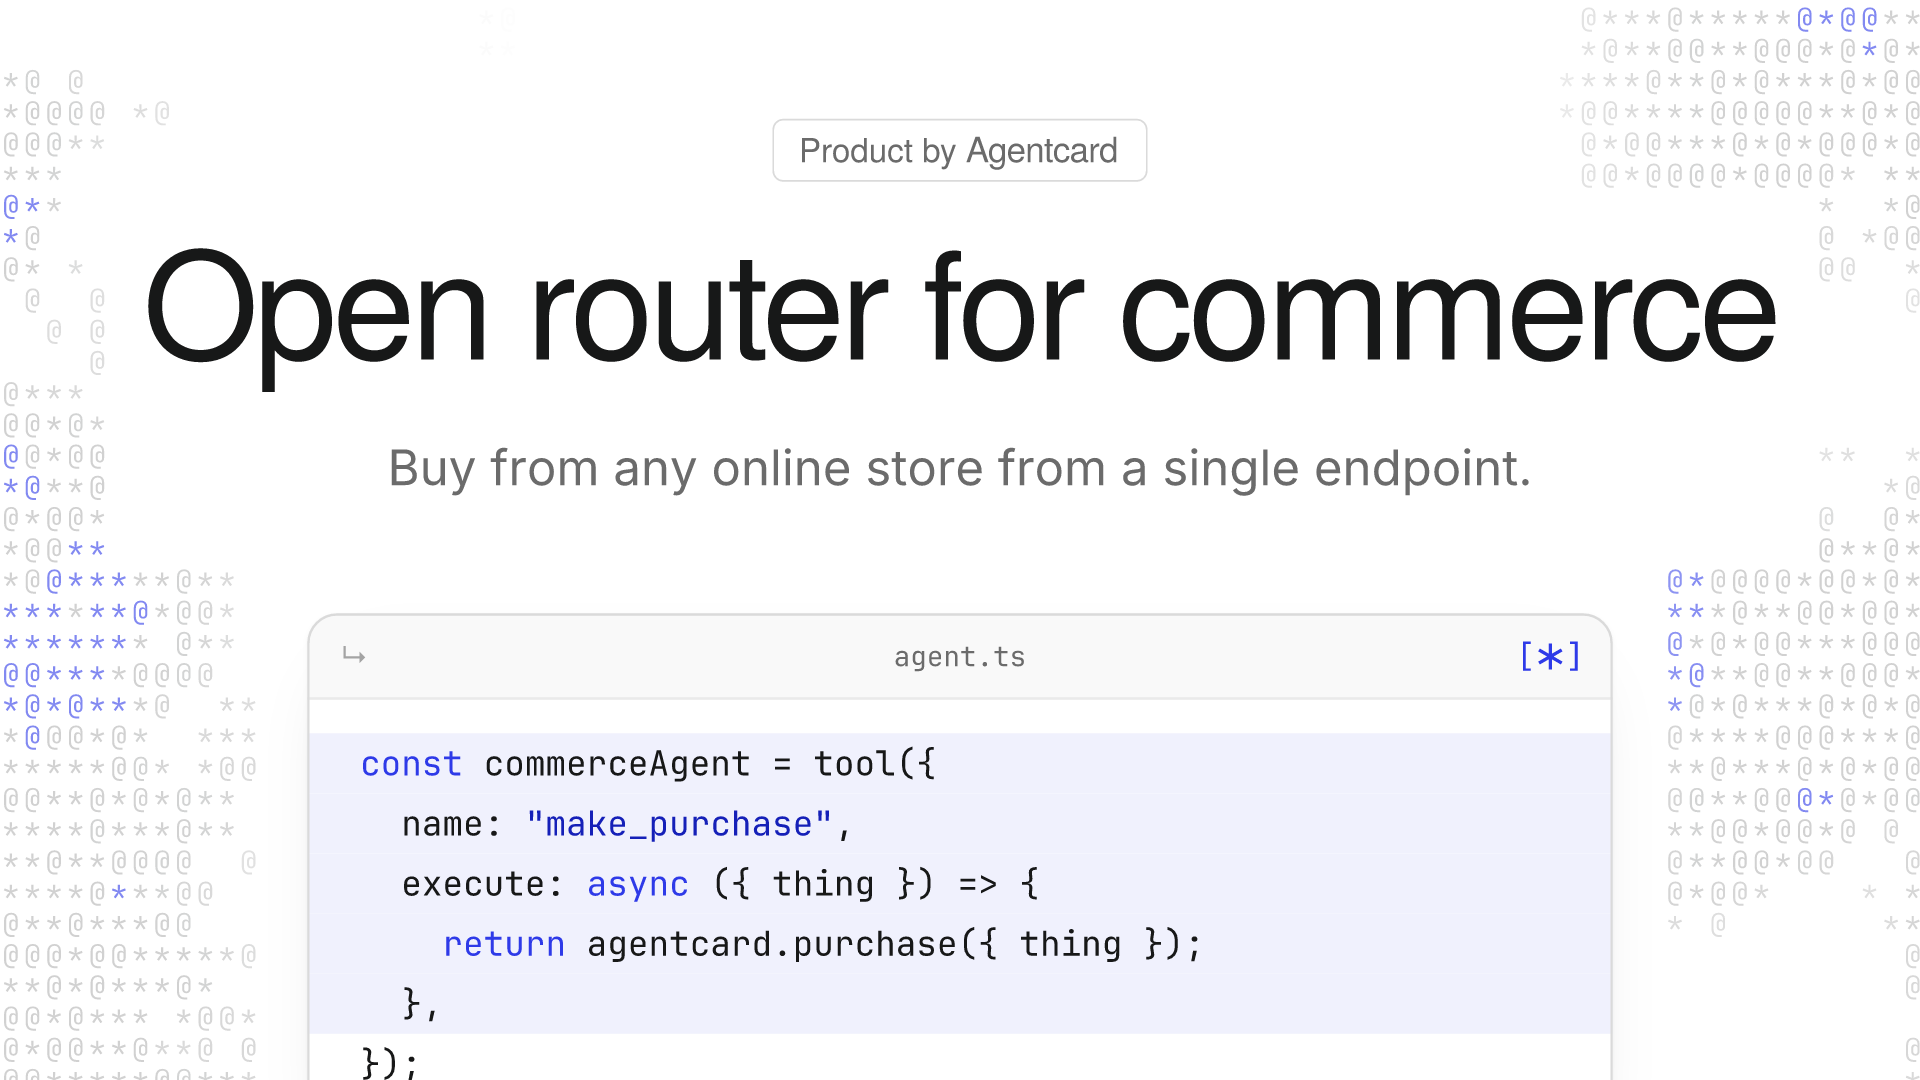 Product by Agentcard
Open router for commerce
Buy from any online store from a single endpoint.
↳ agent.ts [*]
const commerceAgent = tool({
name: "make_purchase",
execute: async ({ thing }) => {
return agentcard.purchase({ thing });
},
});